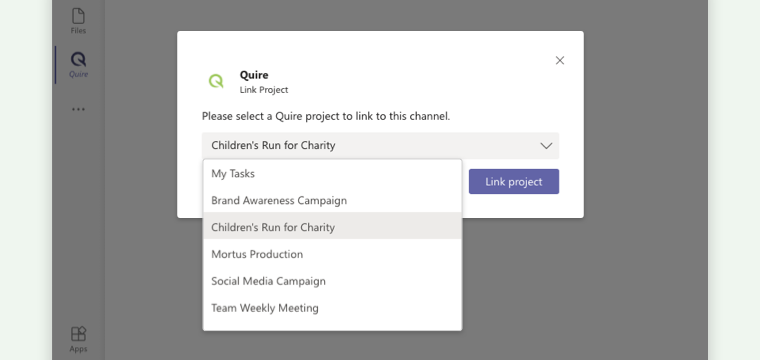 Files
Quire
Quire
Link Project
Please select a Quire project to link to this channel.
Children's Run for Charity
My Tasks
Brand Awareness Campaign
Children's Run for Charity
Mortus Production
Social Media Campaign
Team Weekly Meeting
Link project
Apps